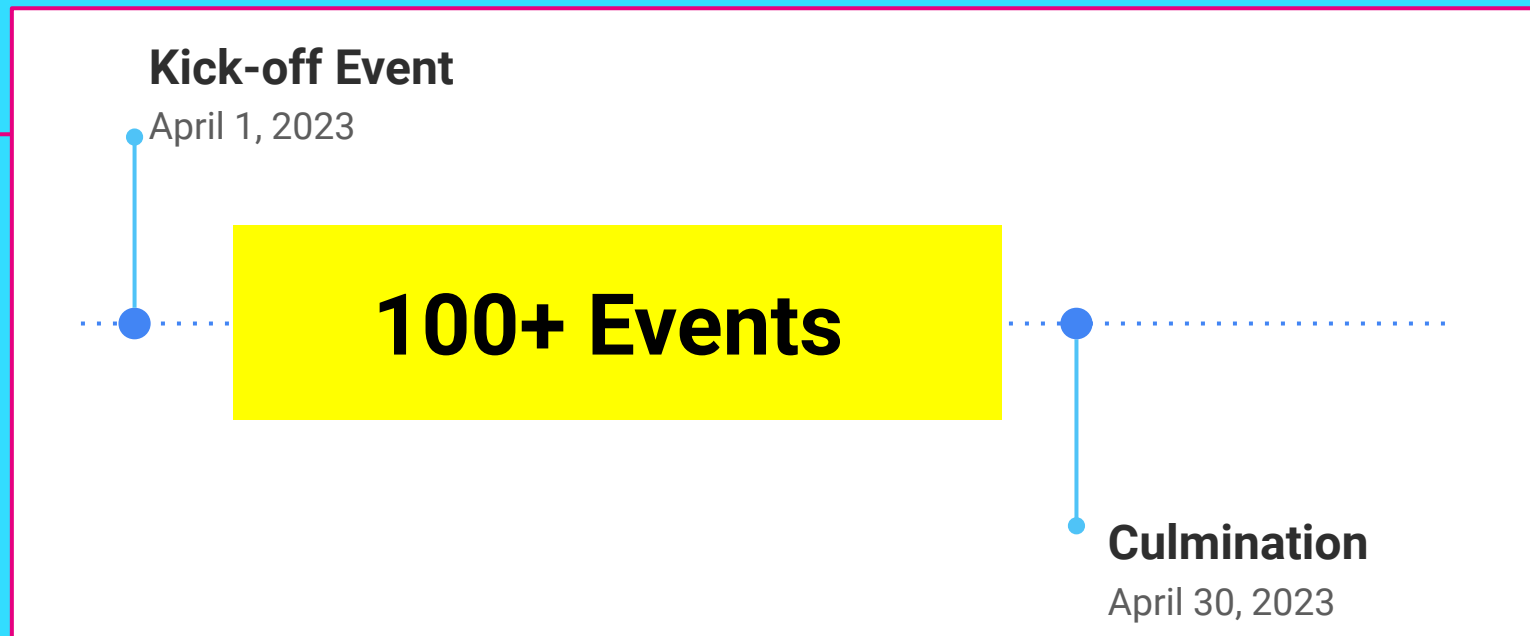 Kick-off Event
April 1, 2023
100+ Events
Culmination
April 30, 2023